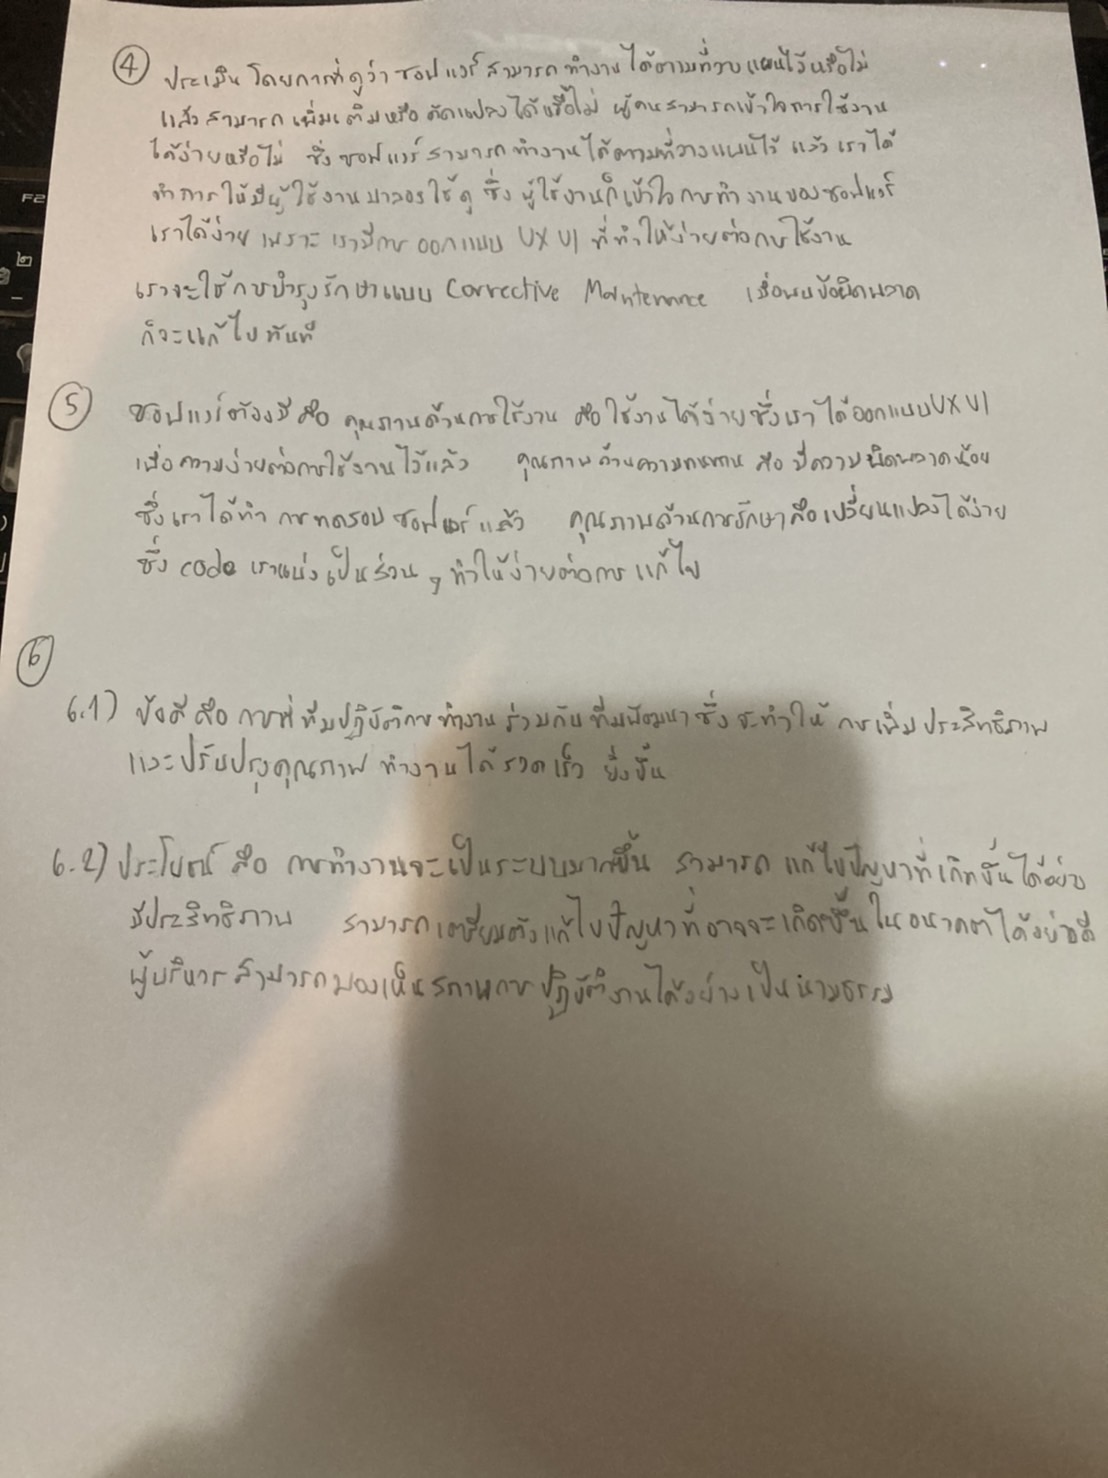 ④ ประเมิน โดยการที่ดูว่า ซอฟแวร์ สามารถ ทำงาน ได้ตามที่วางแผนไว้หรือไม่
แล้ว สามารถ เพิ่มเติมหรือ ดัดแปลง ได้หรือไม่ ผู้คนสามารถเข้าใจการใช้งาน
ได้ง่ายหรือไม่ ซึ่ง ซอฟแวร์ สามารถ ทำงาน ได้ตามที่วางแผนไว้ แล้ว เราได้
ทำการ ให้มีผู้ใช้งาน มาลองใช้ดู ซึ่ง ผู้ใช้งานก็เข้าใจ การทำงานของซอฟแวร์
เราได้ง่าย เพราะ เรามีการ ออกแบบ UX UI ที่ทำให้ง่ายต่อการใช้งาน
เราจะใช้การบำรุงรักษาแบบ Corrective Maintenance เมื่อพบข้อผิดพลาด
ก็จะแก้ไขทันที
⑤ ซอฟแวร์ต้องมี คือ คุณภาพด้านการใช้งาน คือ ใช้งานได้ง่ายซึ่งเราได้ออกแบบ UX UI
เพื่อความง่ายต่อการใช้งานไว้แล้ว คุณภาพด้านความทนทาน คือ มีความผิดพลาดน้อย
ซึ่งเราได้ทำ การทดสอบซอฟแวร์แล้ว คุณภาพด้านการรักษาคือเปลี่ยนแปลงได้ง่าย
ซึ่ง code เราแบ่งเป็นส่วน ๆ ทำให้ง่ายต่อการ แก้ไข
⑥
6.1) ข้อดีคือ การที่ทีมปฏิบัติการทำงานร่วมกับทีมพัฒนา ซึ่งจะทำให้ การเพิ่มประสิทธิภาพ
และปรับปรุงคุณภาพ ทำงานได้รวดเร็ว ยิ่งขึ้น
6.2) ประโยชน์ คือ การทำงานจะเป็นระบบมากขึ้น สามารถ แก้ไขปัญหาที่เกิดขึ้นได้อย่าง
มีประสิทธิภาพ สามารถเตรียมตัวแก้ไขปัญหาที่อาจจะเกิดขึ้นในอนาคตได้อย่างดี
ผู้บริหารสามารถมองเห็นสถานการปฏิบัติงานได้อย่างเป็นนามธรรม
F2